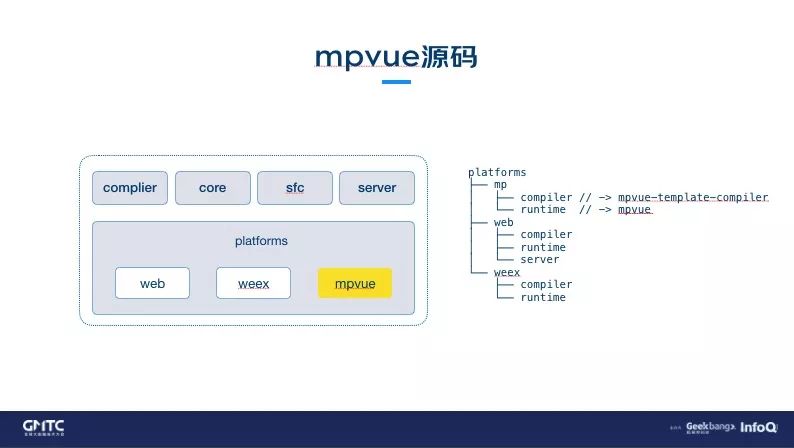 mpvue源码
complier
core
sfc
server
platforms
web
weex
mpvue
platforms
├── mp
│   ├── compiler // -> mpvue-template-compiler
│   └── runtime  // -> mpvue
├── web
│   ├── compiler
│   ├── runtime
│   └── server
└── weex
    ├── compiler
    └── runtime
GMTC
Geekbang>.
InfoQ